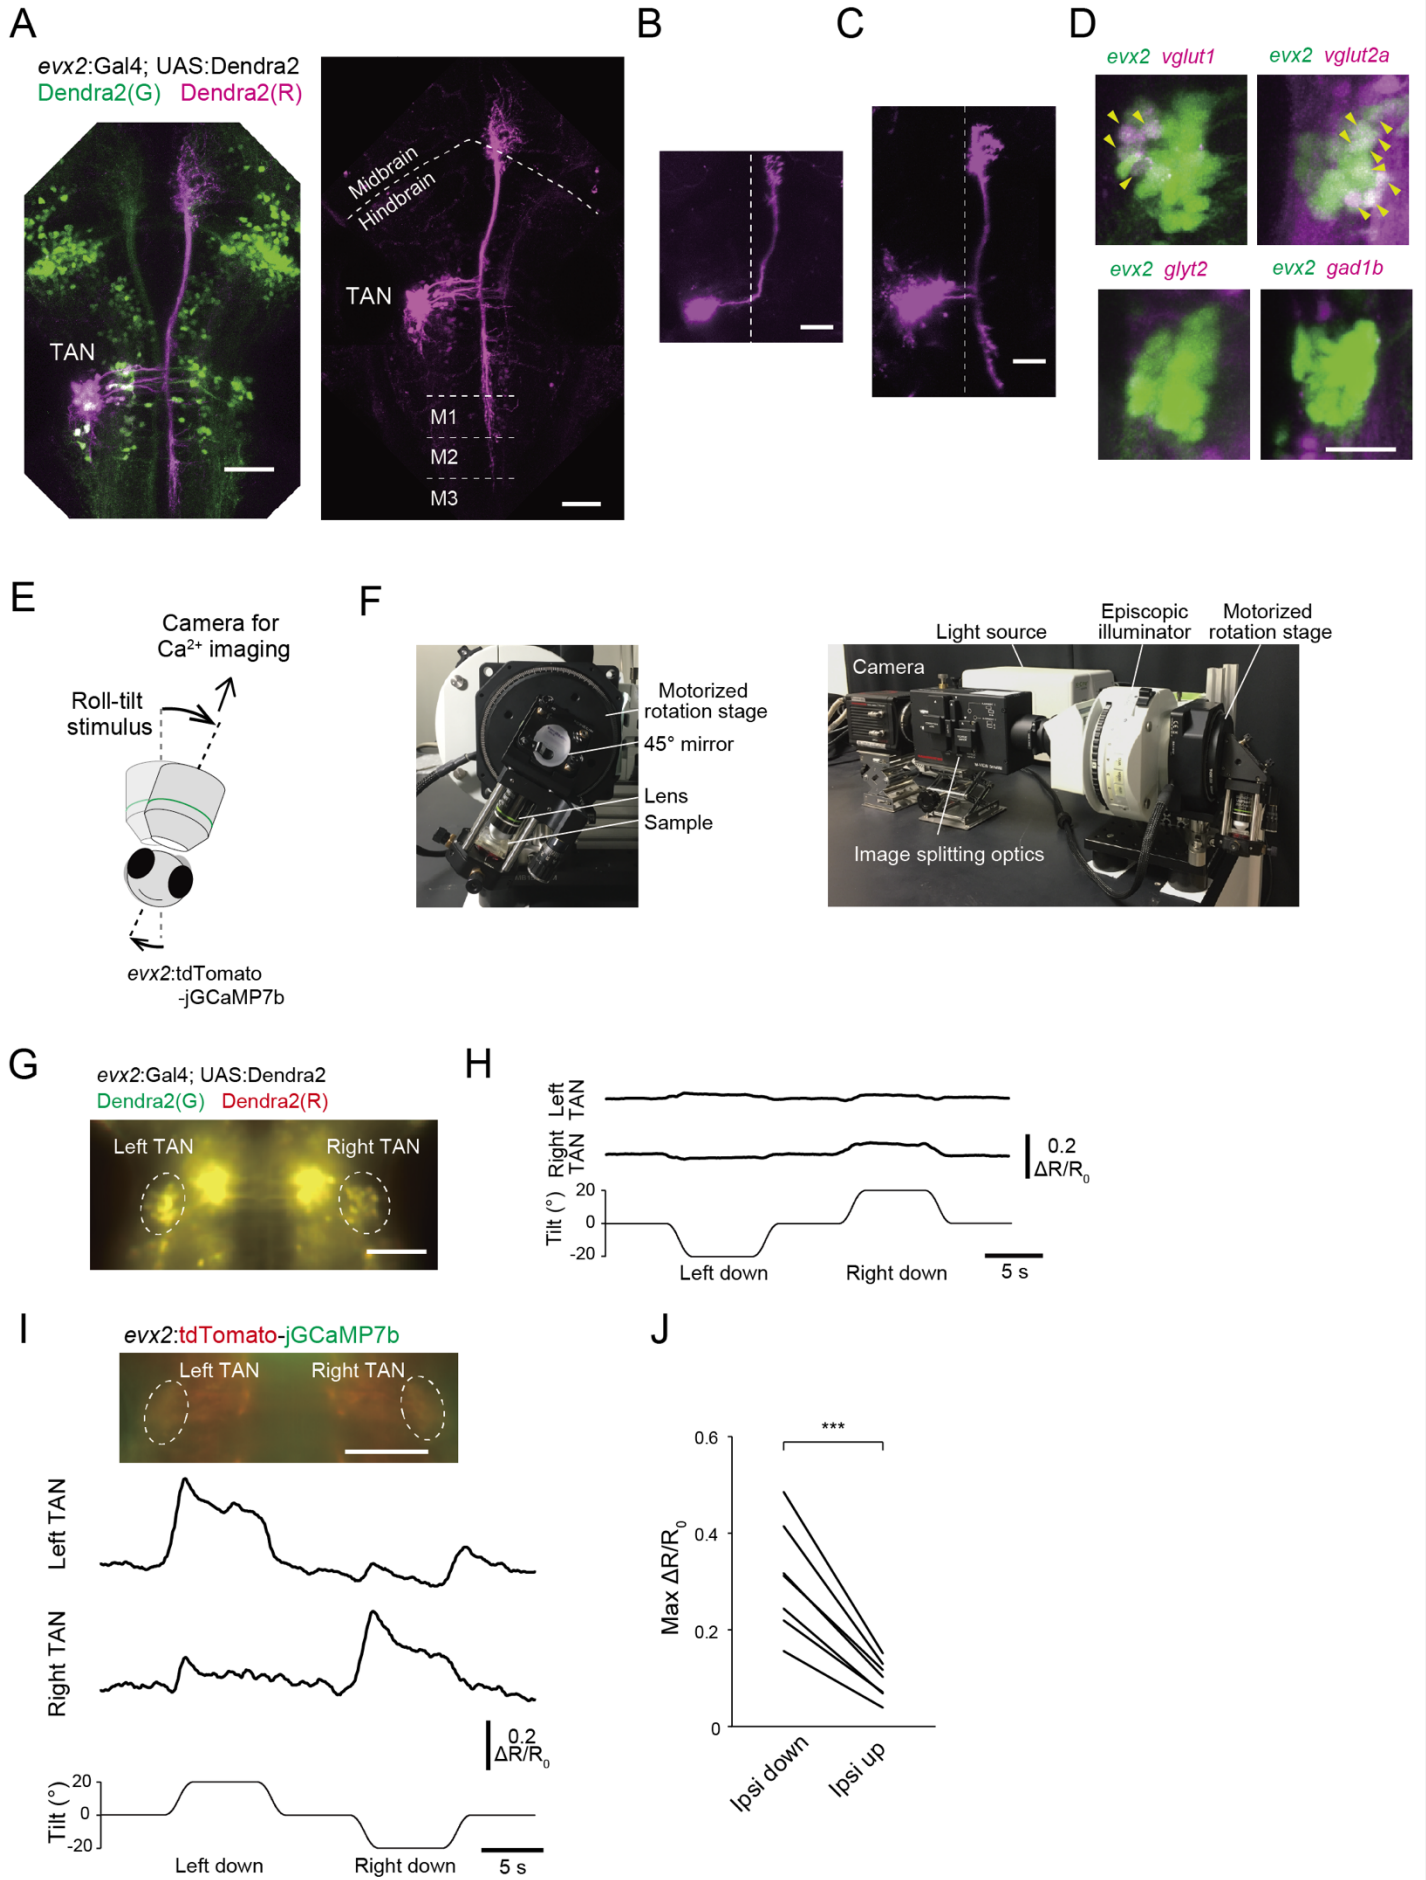 A
evx2:Gal4; UAS:Dendra2
Dendra2(G) Dendra2(R)
TAN
Midbrain
Hindbrain
TAN
M1
M2
M3
B
C
D
evx2 vglut1
evx2 vglut2a
evx2 glyt2
evx2 gad1b
E
Camera for
Ca²⁺ imaging
Roll-tilt
stimulus
evx2:tdTomato
-jGCaMP7b
F
Motorized
rotation stage
45° mirror
Lens
Sample
Light source
Episcopic
illuminator
Motorized
rotation stage
Camera
Image splitting optics
G
evx2:Gal4; UAS:Dendra2
Dendra2(G) Dendra2(R)
Left TAN
Right TAN
H
Left
TAN
Right
TAN
0.2
ΔR/R₀
Tilt (°)
20
0
-20
Left down
Right down
5 s
I
evx2:tdTomato-jGCaMP7b
Left TAN
Right TAN
Left TAN
Right TAN
0.2
ΔR/R₀
Tilt (°)
20
0
-20
Left down
Right down
5 s
J
***
Max ΔR/R₀
0.6
0.4
0.2
0
Ipsi down
Ipsi up